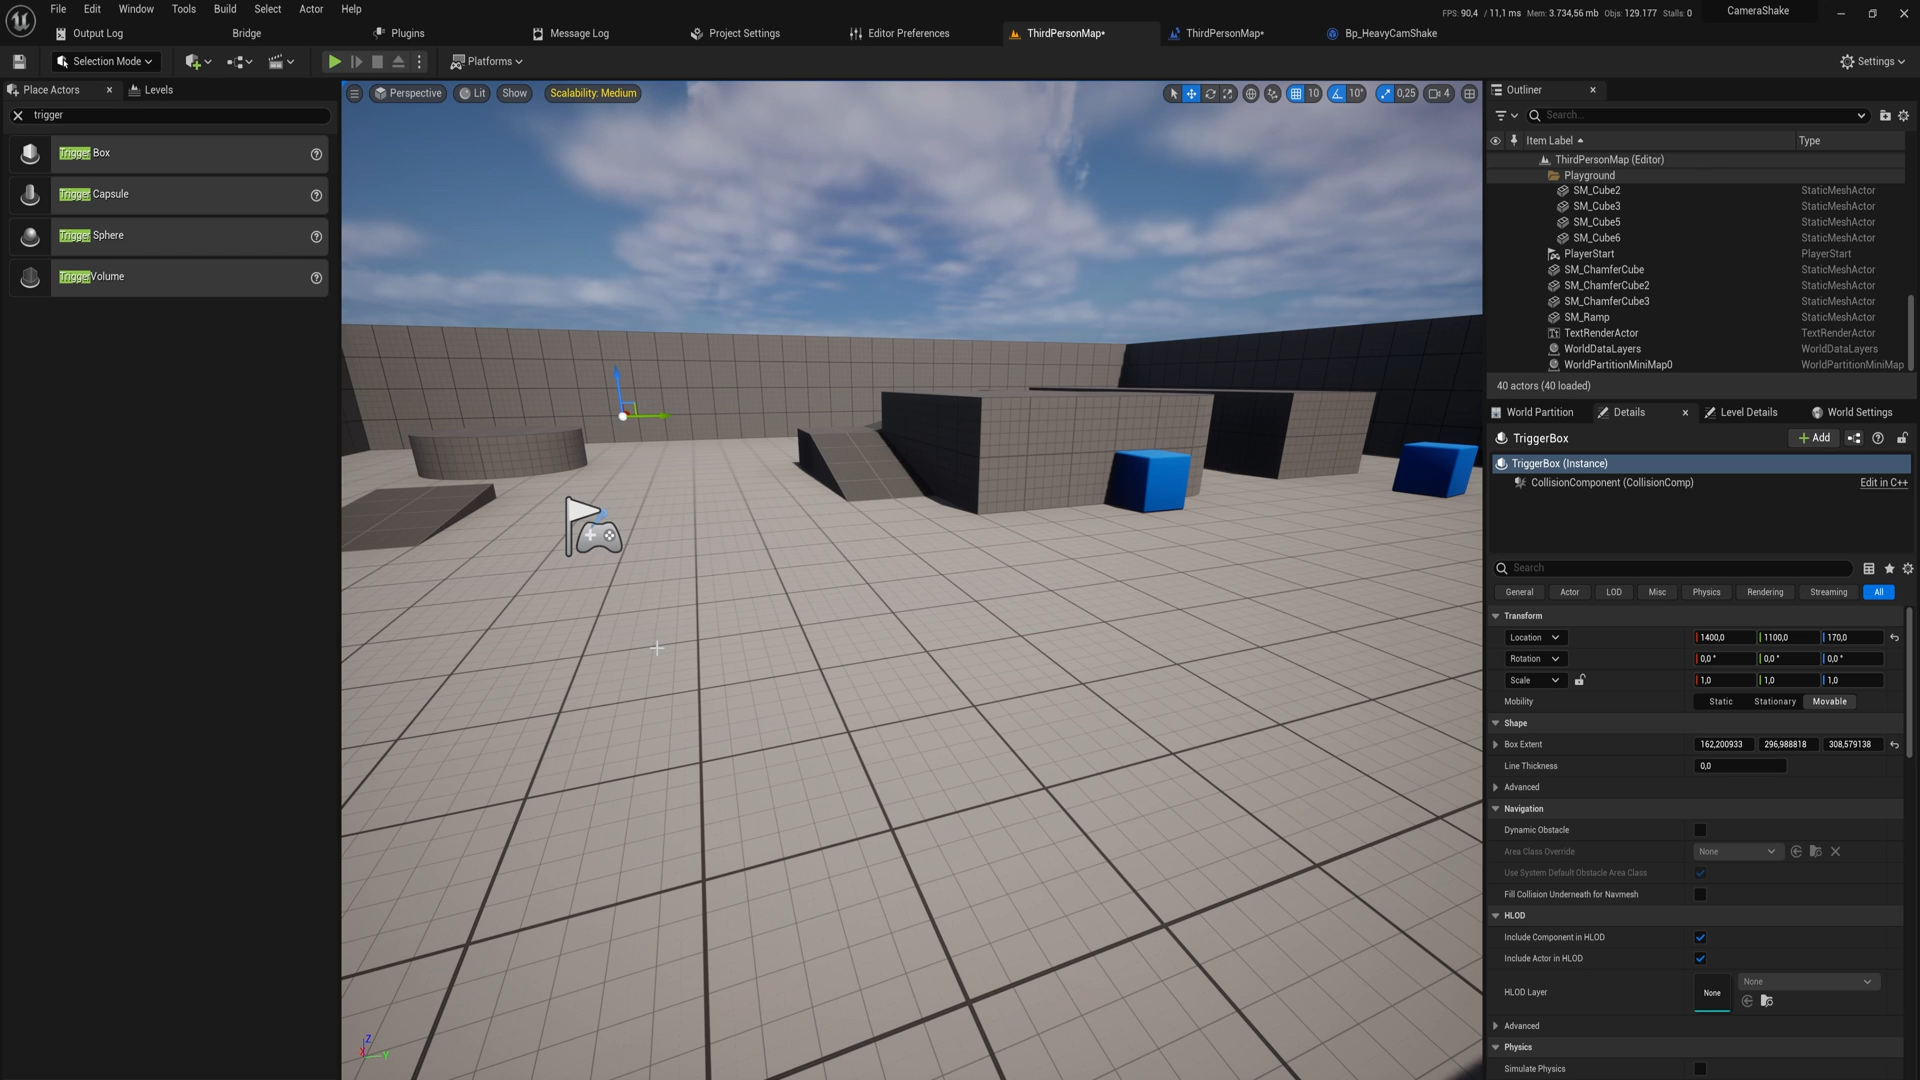 File Edit Window Tools Build Select Actor Help
FPS: 90,4 / 11,1 ms Mem: 3.734,56 mb Objs: 129.177 Stalls: 0
CameraShake
Output Log
Bridge
Plugins
Message Log
Project Settings
Editor Preferences
ThirdPersonMap*
ThirdPersonMap*
Bp_HeavyCamShake
Selection Mode
Platforms
Settings
Place Actors
Levels
trigger
Trigger Box
Trigger Capsule
Trigger Sphere
TriggerVolume
Perspective
Lit
Show
Scalability: Medium
10
10°
0,25
4
Z
X
Y
Outliner
Search...
Item Label
Type
ThirdPersonMap (Editor)
Playground
SM_Cube2 StaticMeshActor
SM_Cube3 StaticMeshActor
SM_Cube5 StaticMeshActor
SM_Cube6 StaticMeshActor
PlayerStart PlayerStart
SM_ChamferCube StaticMeshActor
SM_ChamferCube2 StaticMeshActor
SM_ChamferCube3 StaticMeshActor
SM_Ramp StaticMeshActor
TextRenderActor TextRenderActor
WorldDataLayers WorldDataLayers
WorldPartitionMiniMap0 WorldPartitionMiniMap
40 actors (40 loaded)
World Partition
Details
Level Details
World Settings
TriggerBox
Add
TriggerBox (Instance)
CollisionComponent (CollisionComp) Edit in C++
Search
General Actor LOD Misc Physics Rendering Streaming All
Transform
Location 1400,0 1100,0 170,0
Rotation 0,0 ° 0,0 ° 0,0 °
Scale 1,0 1,0 1,0
Mobility Static Stationary Movable
Shape
Box Extent 162,200933 296,988818 308,579138
Line Thickness 0,0
Advanced
Navigation
Dynamic Obstacle
Area Class Override None
Use System Default Obstacle Area Class
Fill Collision Underneath for Navmesh
HLOD
Include Component in HLOD
Include Actor in HLOD
HLOD Layer None None
Advanced
Physics
Simulate Physics